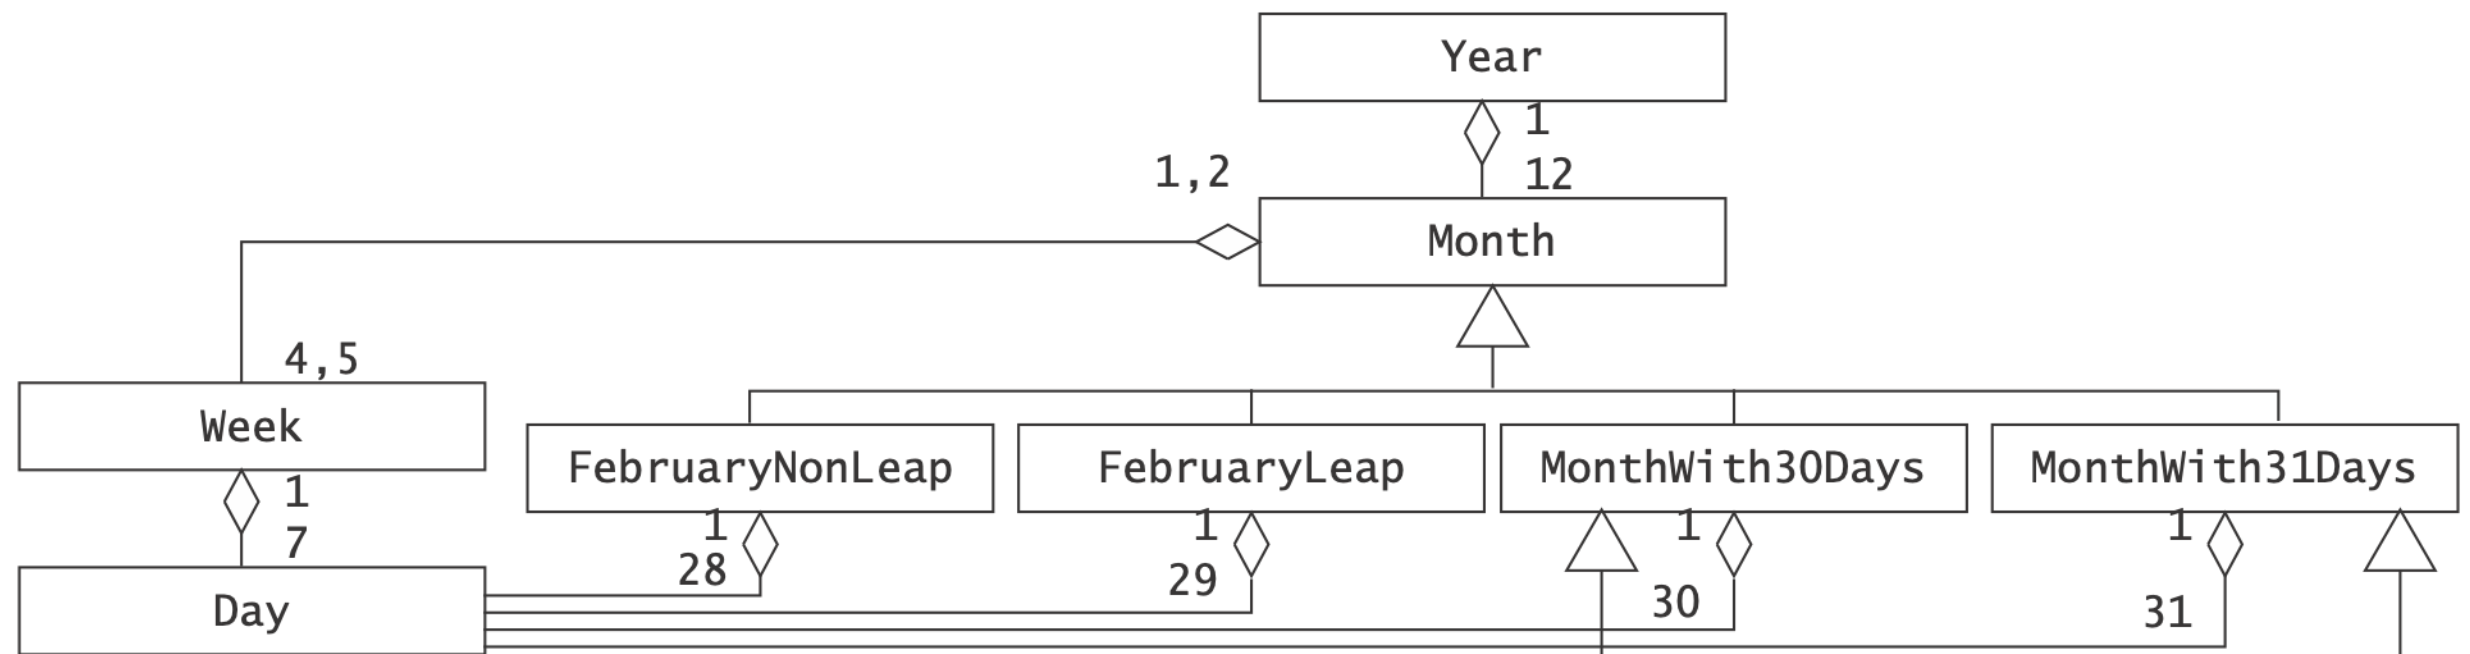 Year
1
12
1,2
Month
4,5
Week
FebruaryNonLeap
FebruaryLeap
MonthWith30Days
MonthWith31Days
1
7
1
28
1
29
1
30
1
31
Day